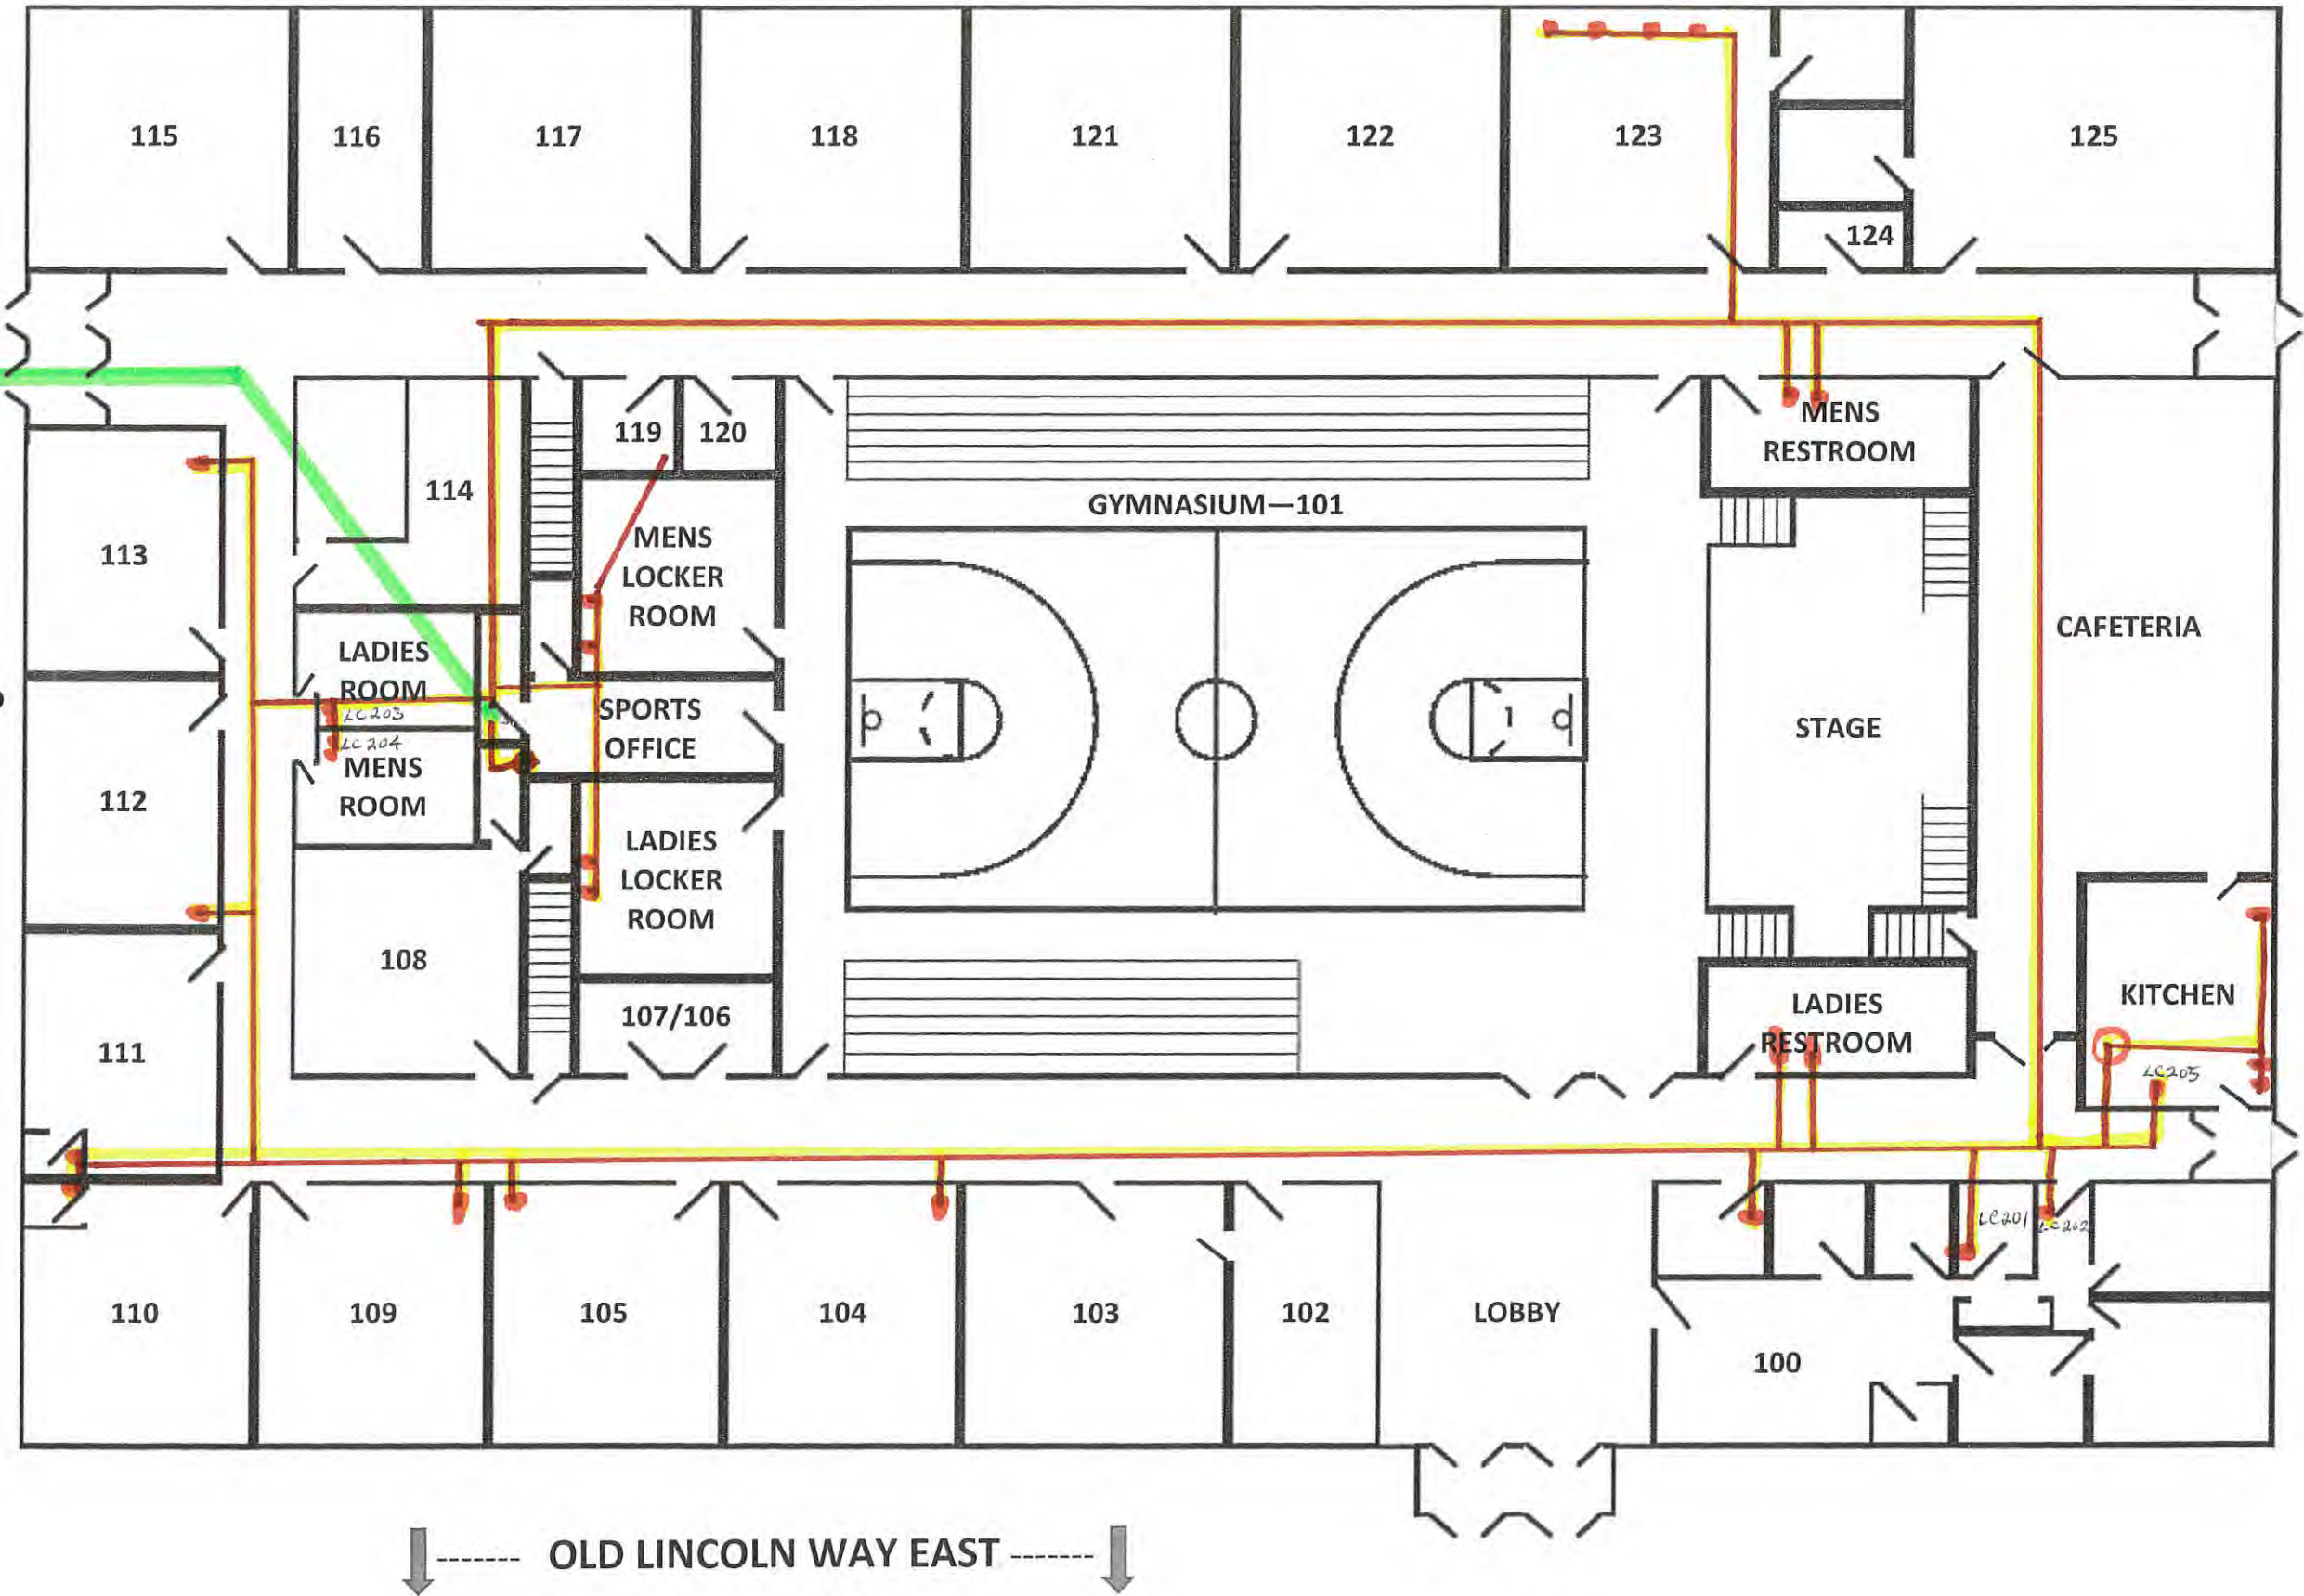 115
116
117
118
121
122
123
125
124
119
120
MENS
RESTROOM
114
GYMNASIUM—101
113
MENS
LOCKER
ROOM
CAFETERIA
LADIES
ROOM
LC203
SPORTS
OFFICE
STAGE
LC204
MENS
ROOM
112
LADIES
LOCKER
ROOM
108
KITCHEN
LADIES
RESTROOM
107/106
111
LC205
LC201
LC202
110
109
105
104
103
102
LOBBY
100
------- OLD LINCOLN WAY EAST -------